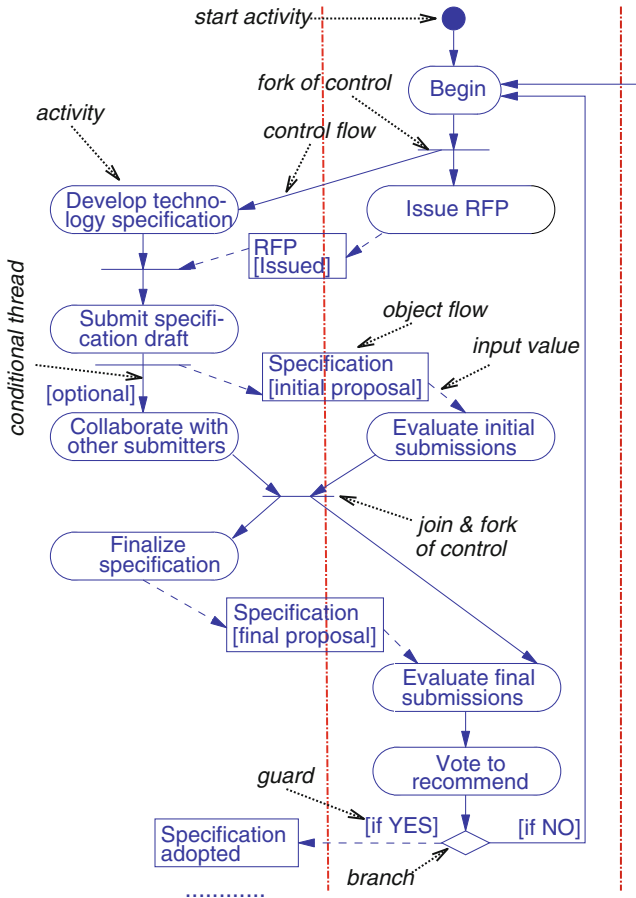 start activity
fork of control
Begin
activity
control flow
Develop techno-
logy specification
Issue RFP
RFP
[Issued]
conditional thread
Submit specifi-
cation draft
object flow
Specification
[initial proposal]
input value
[optional]
Collaborate with
other submitters
Evaluate initial
submissions
join & fork
of control
Finalize
specification
Specification
[final proposal]
Evaluate final
submissions
Vote to
recommend
guard
[if YES]
[if NO]
Specification
adopted
branch
............